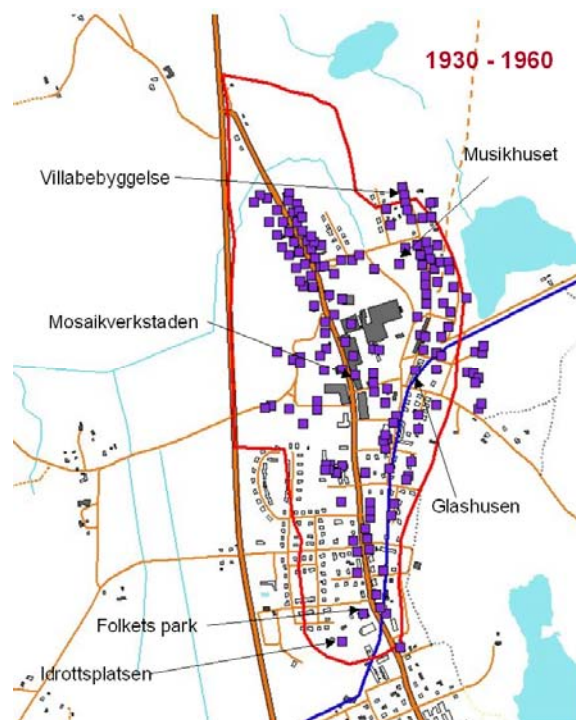 1930 - 1960
Musikhuset
Villabebyggelse
Mosaikverkstaden
Glashusen
Folkets park
Idrottsplatsen